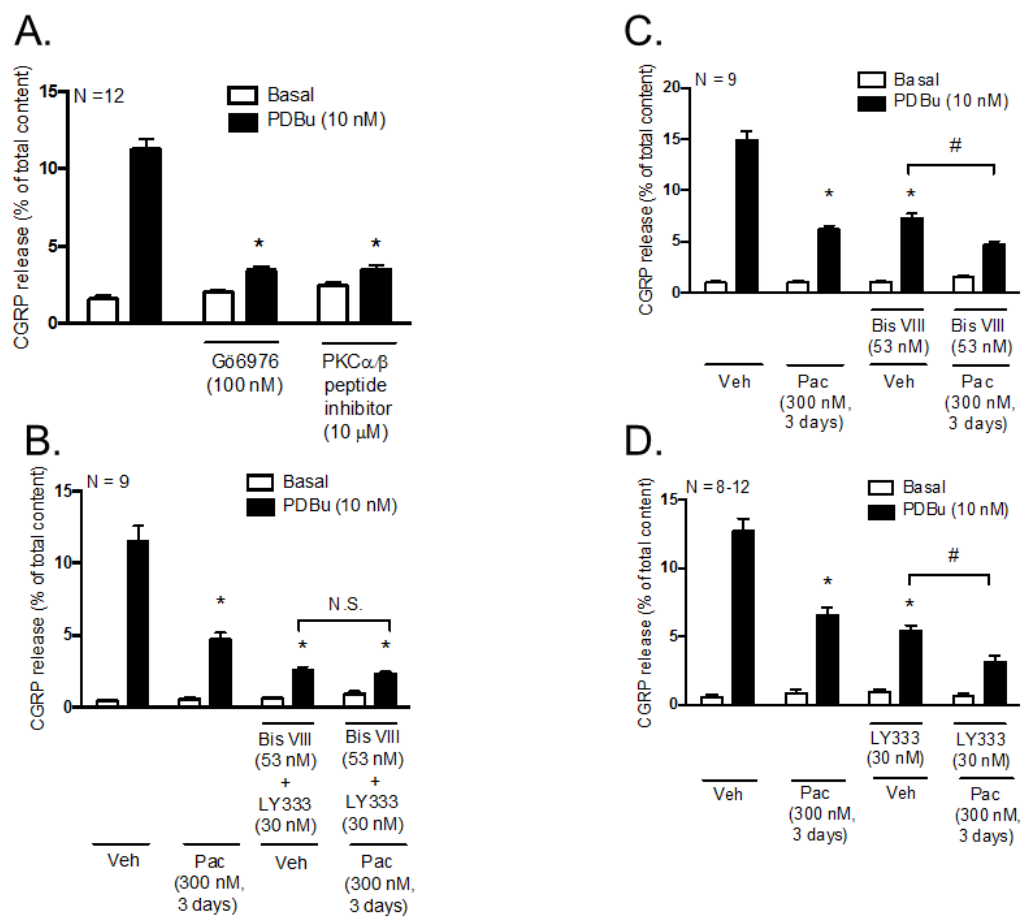 A.
CGRP release (% of total content)
N =12
Basal
PDBu (10 nM)
15
10
5
0
*
*
Gö6976
(100 nM)
PKCα/β
peptide
inhibitor
(10 µM)
B.
CGRP release (% of total content)
N = 9
Basal
PDBu (10 nM)
15
10
5
0
*
N.S.
*
*
Bis VIII
(53 nM)
+
LY333
(30 nM)
Bis VIII
(53 nM)
+
LY333
(30 nM)
Veh
Pac
(300 nM,
3 days)
Veh
Pac
(300 nM,
3 days)
C.
CGRP release (% of total content)
N = 9
Basal
PDBu (10 nM)
20
15
10
5
0
*
*
#
Bis VIII
(53 nM)
Bis VIII
(53 nM)
Veh
Pac
(300 nM,
3 days)
Veh
Pac
(300 nM,
3 days)
D.
CGRP release (% of total content)
N = 8-12
Basal
PDBu (10 nM)
15
10
5
0
*
*
#
LY333
(30 nM)
LY333
(30 nM)
Veh
Pac
(300 nM,
3 days)
Veh
Pac
(300 nM,
3 days)